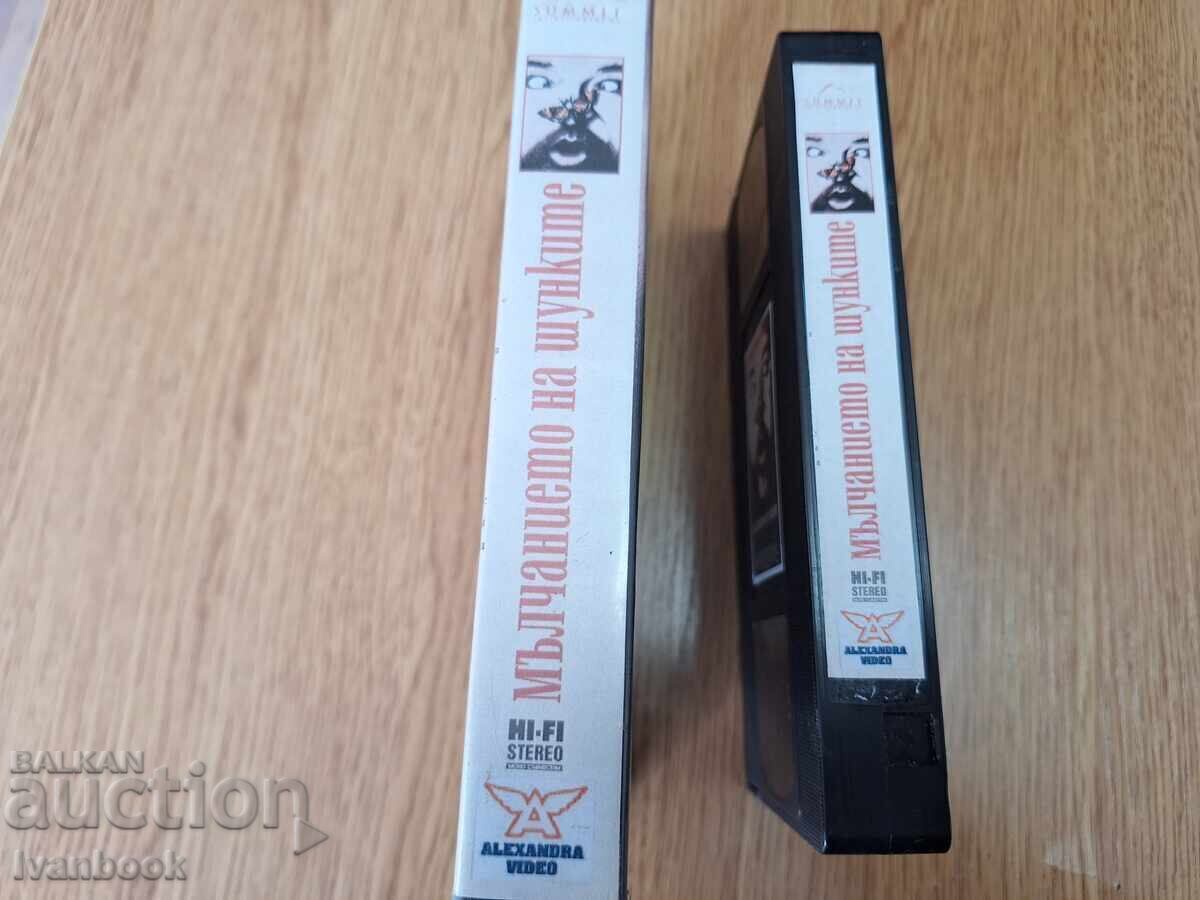 SUMMIT
Мълчанието на шунките
HI-FI
STEREO
ALEXANDRA
VIDEO
SUMMIT
Мълчанието на шунките
HI-FI
STEREO
ALEXANDRA
VIDEO
BALKAN
auction
Ivanbook